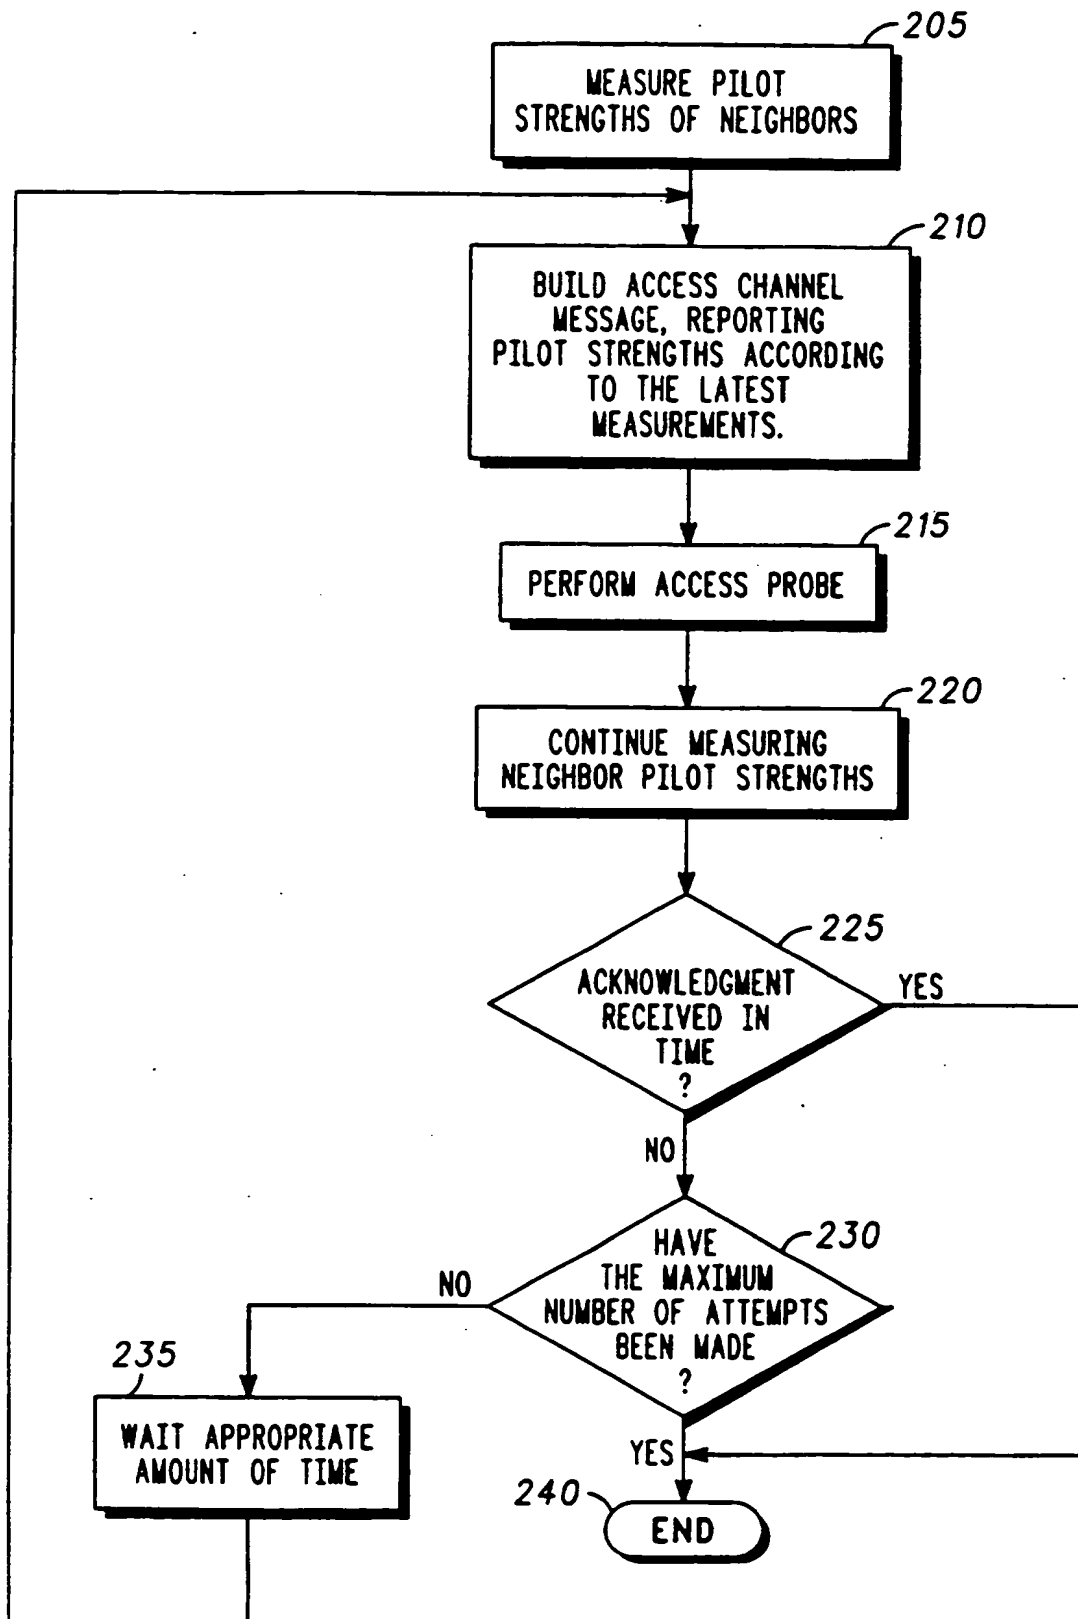 205
MEASURE PILOT
STRENGTHS OF NEIGHBORS
210
BUILD ACCESS CHANNEL
MESSAGE, REPORTING
PILOT STRENGTHS ACCORDING
TO THE LATEST
MEASUREMENTS.
215
PERFORM ACCESS PROBE
220
CONTINUE MEASURING
NEIGHBOR PILOT STRENGTHS
225
ACKNOWLEDGMENT
RECEIVED IN
TIME
?
YES
NO
230
HAVE
THE MAXIMUM
NUMBER OF ATTEMPTS
BEEN MADE
?
NO
235
WAIT APPROPRIATE
AMOUNT OF TIME
YES
240
END